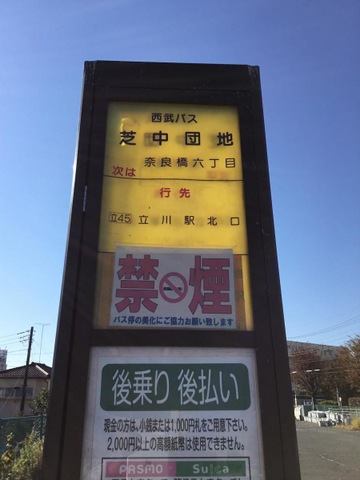 西武バス
芝中団地
奈良橋六丁目
次は
行先
立45 立川駅北口
禁煙
バス停の美化にご協力お願い致します
後乗り 後払い
現金の方は、小銭または1,000円札をご用意下さい。
2,000円以上の高額紙幣は使用できません。
PASMO Suica